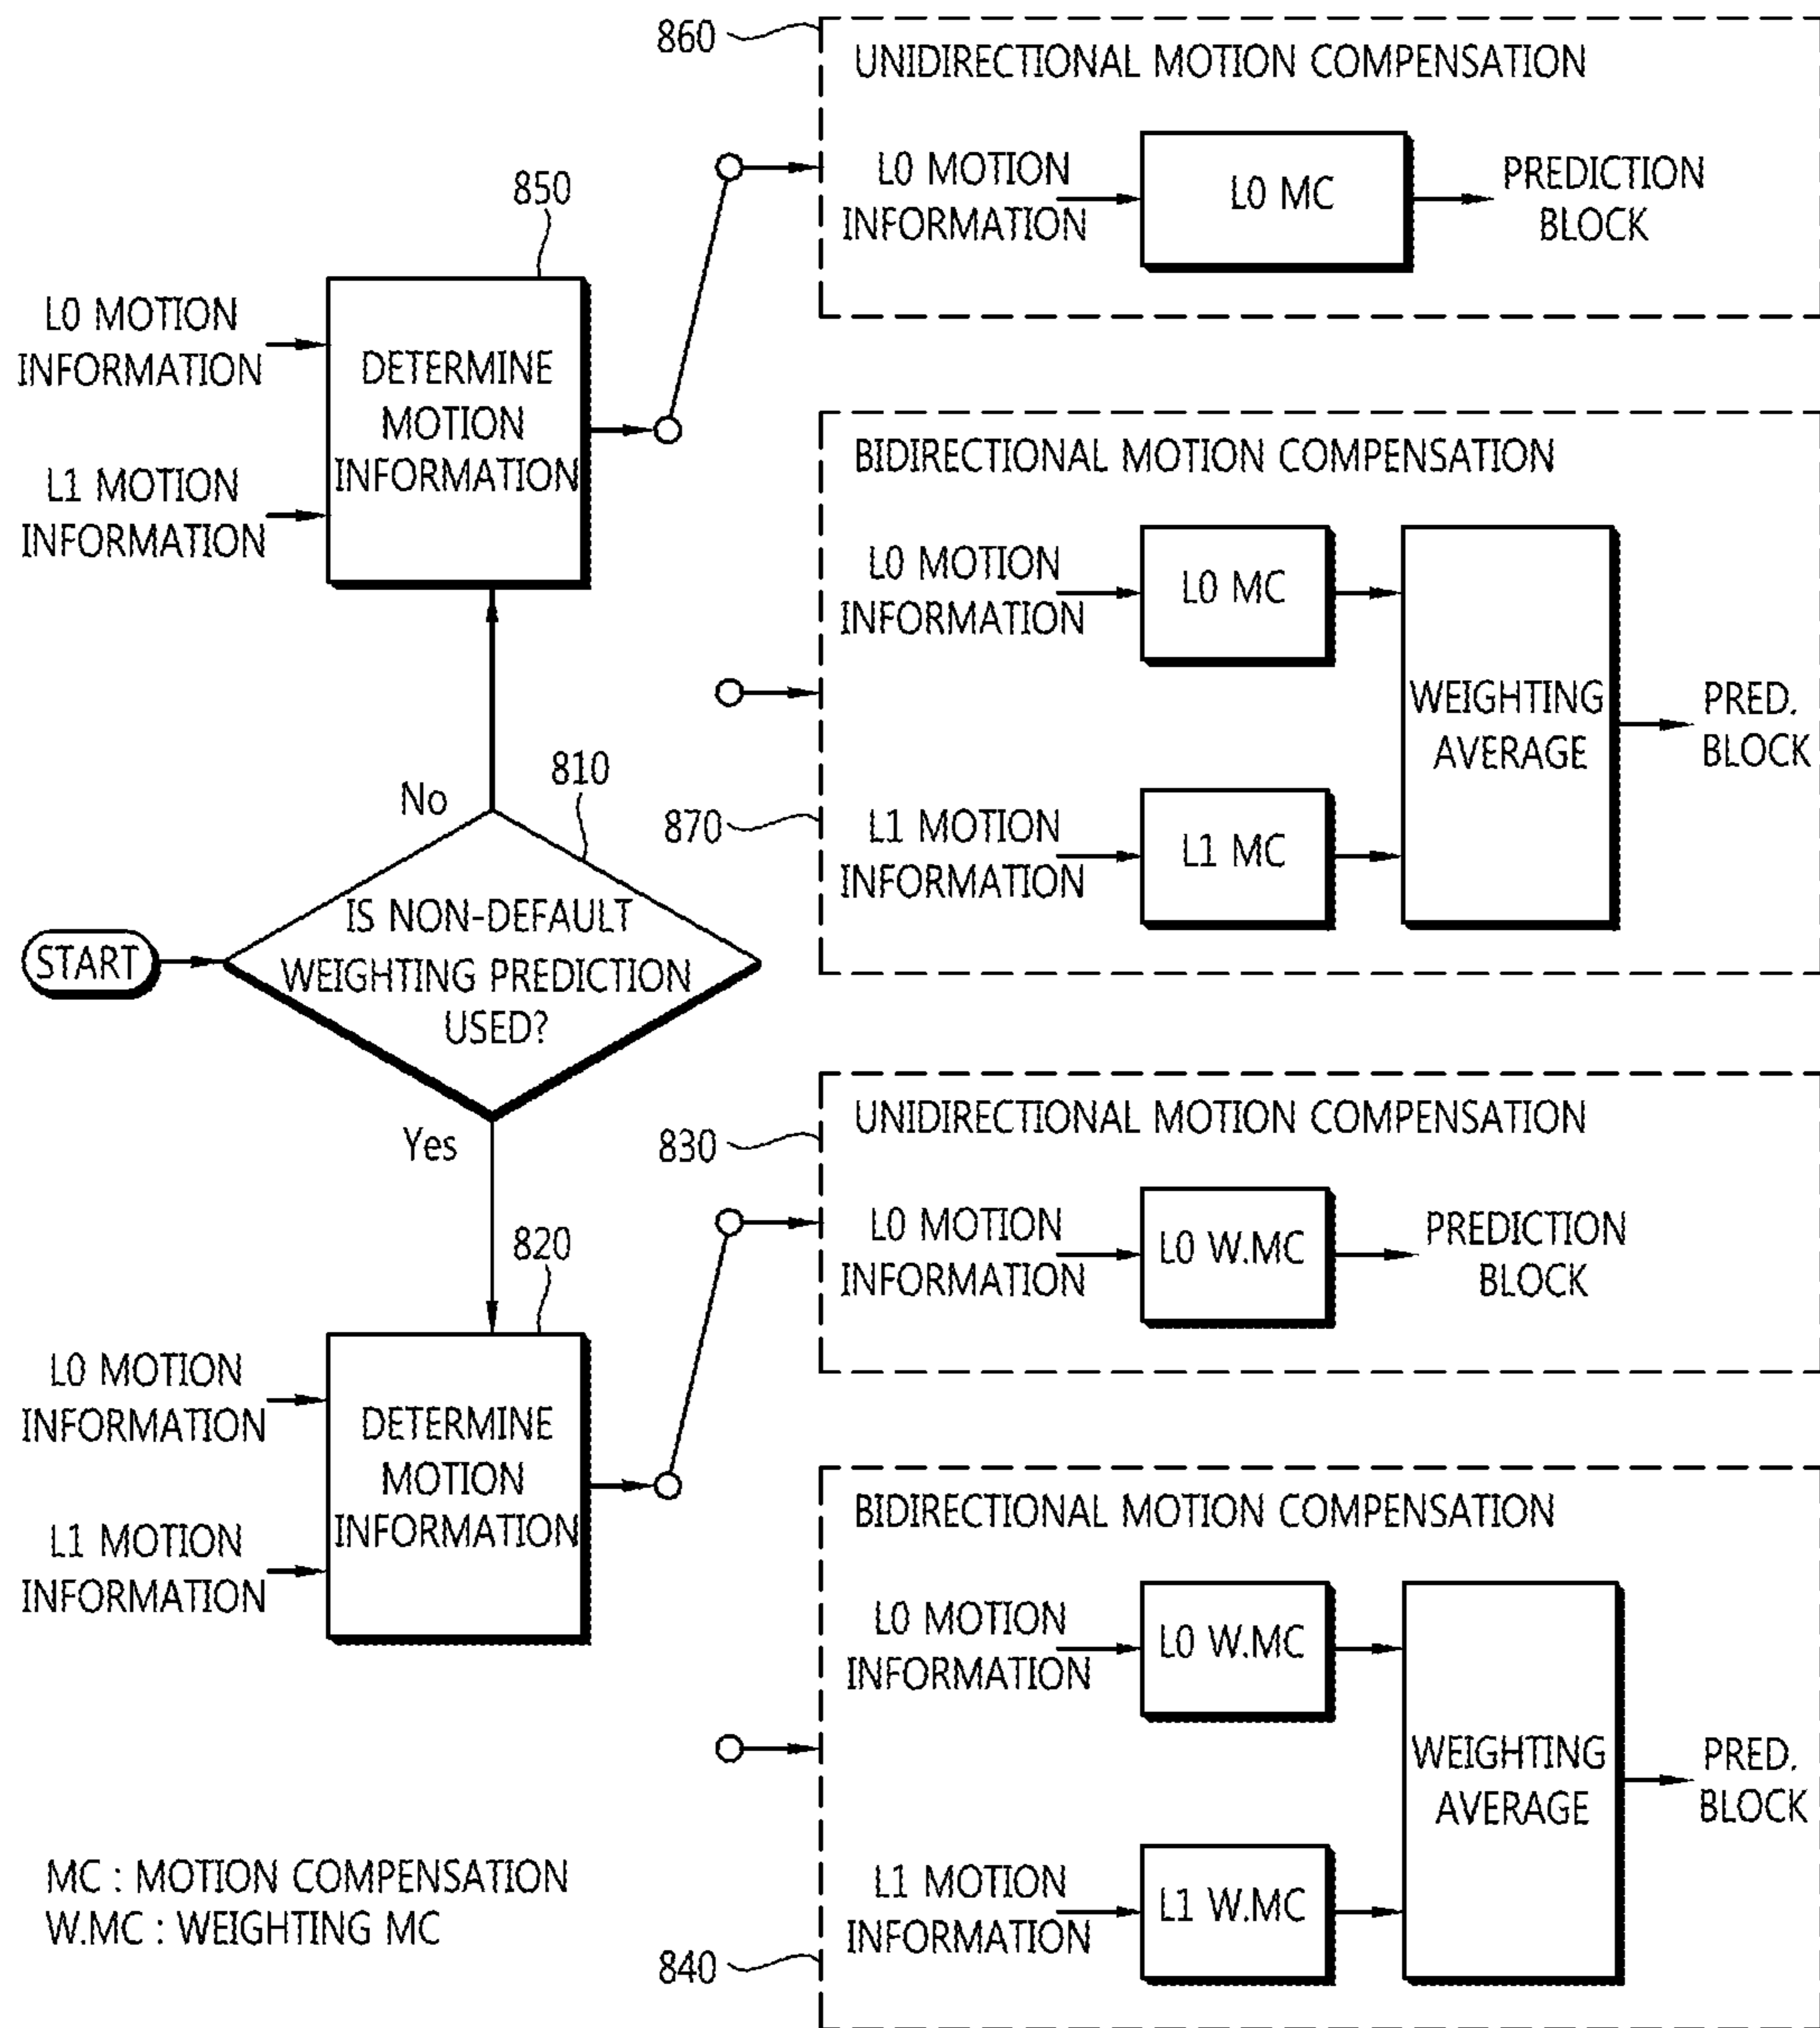 860
UNIDIRECTIONAL MOTION COMPENSATION
L0 MOTION
INFORMATION
L0 MC
PREDICTION
BLOCK
850
L0 MOTION
INFORMATION
L1 MOTION
INFORMATION
DETERMINE
MOTION
INFORMATION
BIDIRECTIONAL MOTION COMPENSATION
L0 MOTION
INFORMATION
L0 MC
WEIGHTING
AVERAGE
PRED.
BLOCK
870
L1 MOTION
INFORMATION
L1 MC
No
810
START
IS NON-DEFAULT
WEIGHTING PREDICTION
USED?
Yes
830
UNIDIRECTIONAL MOTION COMPENSATION
L0 MOTION
INFORMATION
L0 W.MC
PREDICTION
BLOCK
820
L0 MOTION
INFORMATION
L1 MOTION
INFORMATION
DETERMINE
MOTION
INFORMATION
BIDIRECTIONAL MOTION COMPENSATION
L0 MOTION
INFORMATION
L0 W.MC
WEIGHTING
AVERAGE
PRED.
BLOCK
L1 MOTION
INFORMATION
L1 W.MC
840
MC : MOTION COMPENSATION
W.MC : WEIGHTING MC